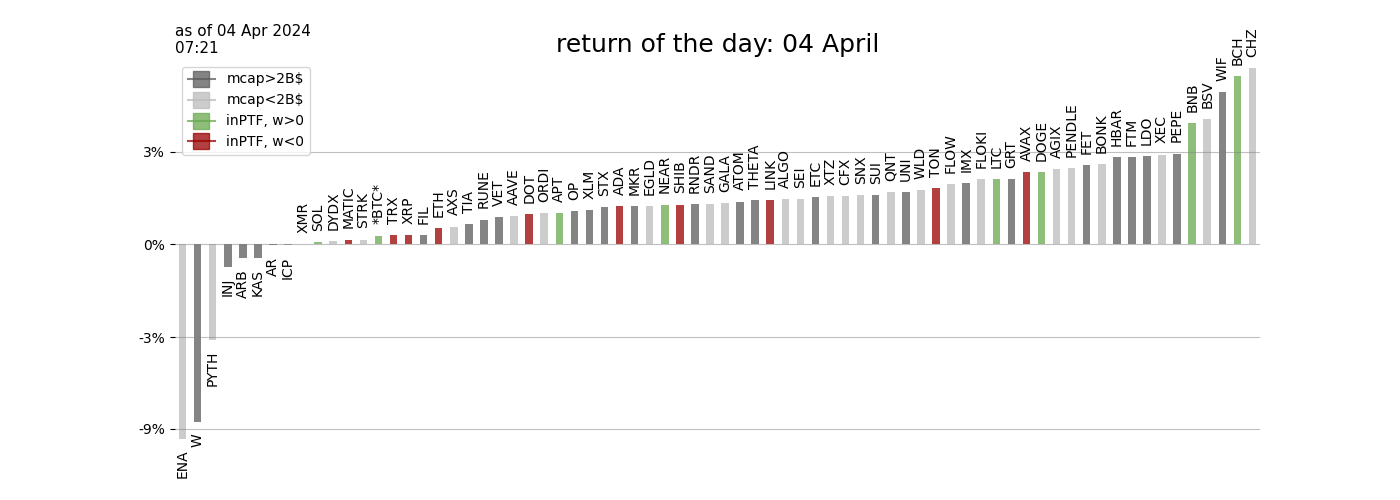 as of 04 Apr 2024
07:21
return of the day: 04 April
mcap>2B$
mcap<2B$
inPTF, w>0
inPTF, w<0
3%
0%
-3%
-9%
ENA
W
PYTH
INJ
ARB
KAS
AR
ICP
XMR
SOL
DYDX
MATIC
STRK
*BTC*
TRX
XRP
FIL
ETH
AXS
TIA
RUNE
VET
AAVE
DOT
ORDI
APT
OP
XLM
STX
ADA
MKR
EGLD
NEAR
SHIB
RNDR
SAND
GALA
ATOM
THETA
LINK
ALGO
SEI
ETC
XTZ
CFX
SNX
SUI
QNT
UNI
WLD
TON
FLOW
IMX
FLOKI
LTC
GRT
AVAX
DOGE
AGIX
PENDLE
FET
BONK
HBAR
FTM
LDO
XEC
PEPE
BNB
BSV
WIF
BCH
CHZ